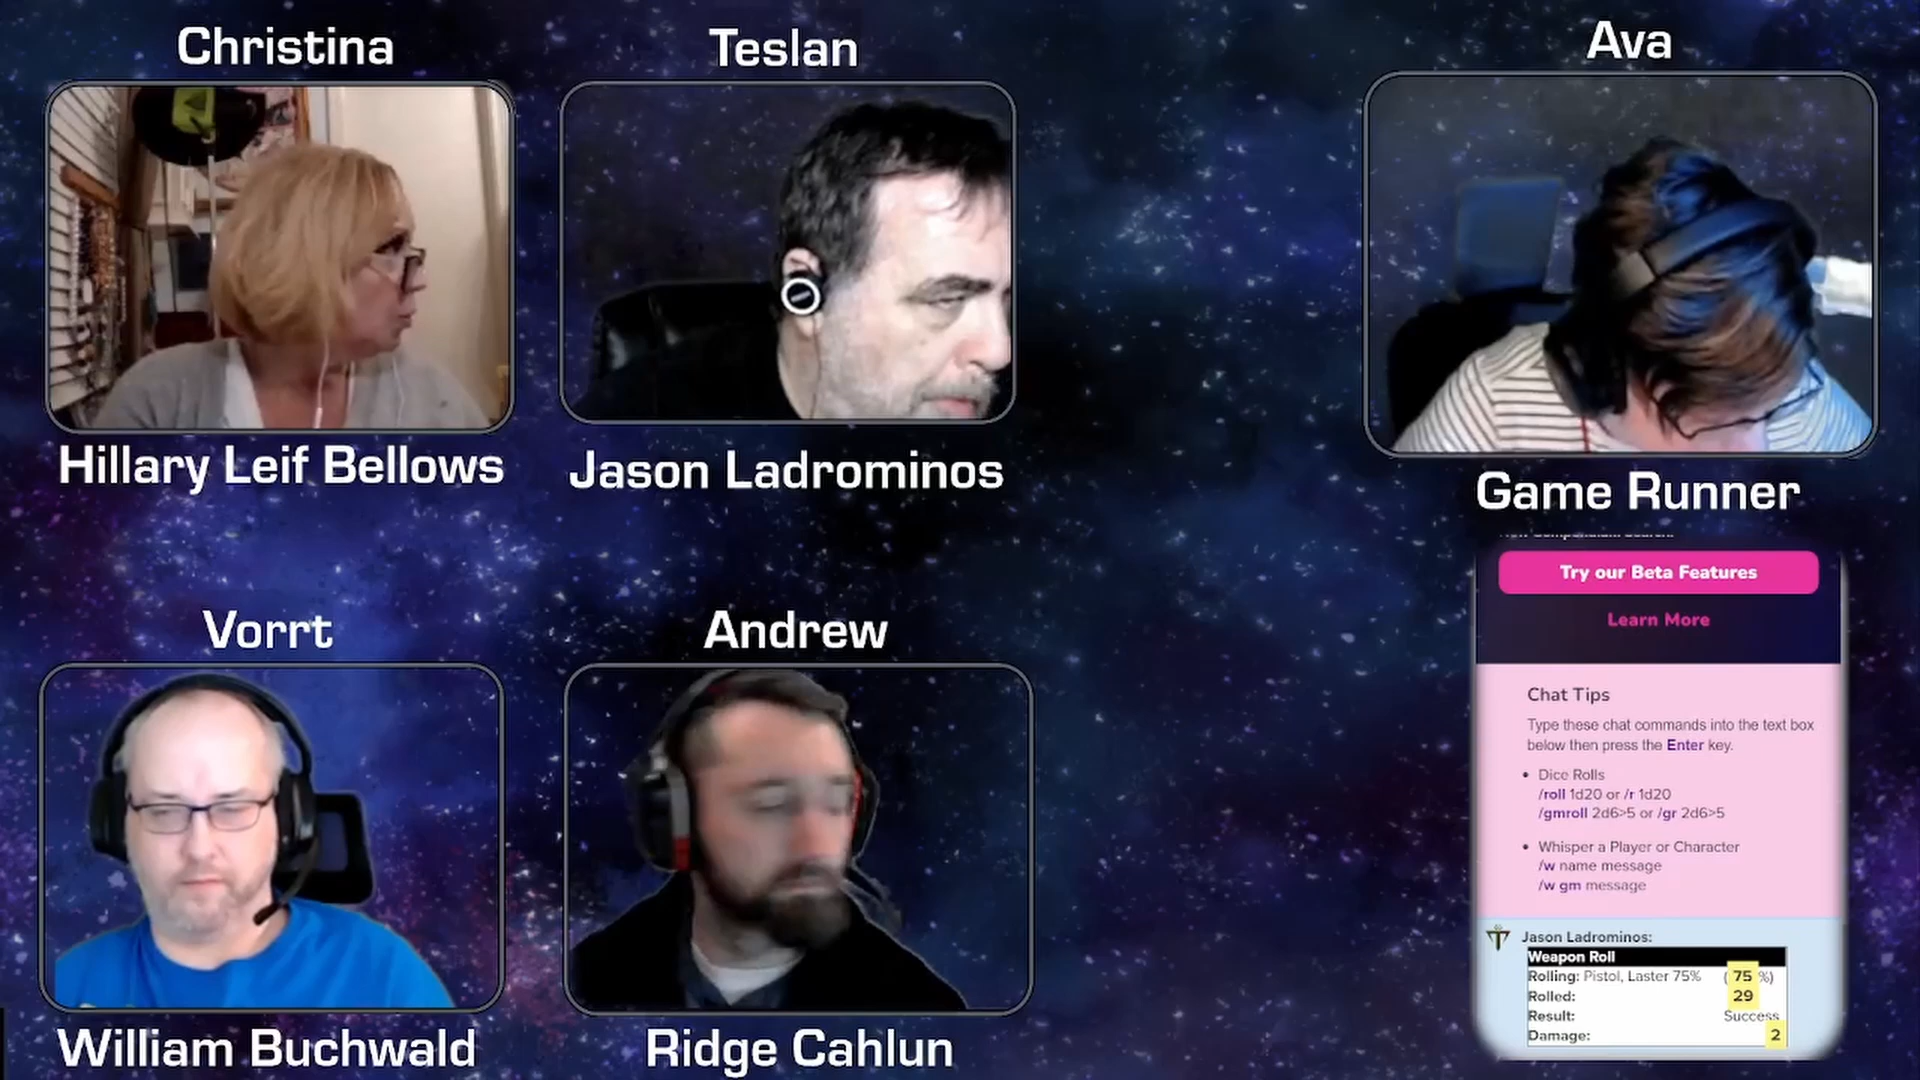 Christina
Teslan
Ava
Hillary Leif Bellows
Jason Ladrominos
Game Runner
Vorrt
Andrew
William Buchwald
Ridge Cahlun
Try our Beta Features
Learn More
Chat Tips
Type these chat commands into the text box
below then press the Enter key.
• Dice Rolls
/roll 1d20 or /r 1d20
/gmroll 2d6>5 or /gr 2d6>5
• Whisper a Player or Character
/w name message
/w gm message
Jason Ladrominos:
Weapon Roll
Rolling: Pistol, Laster 75% (75%)
Rolled: 29
Result: Success
Damage: 2